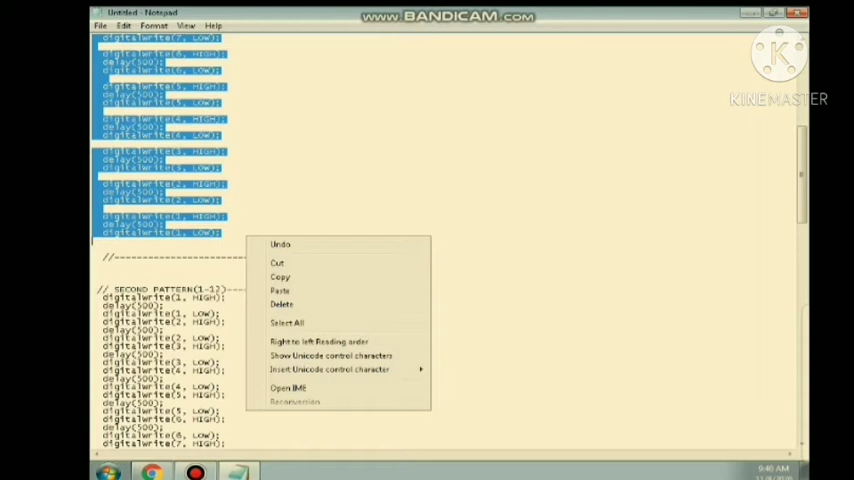 Untitled - Notepad
www.BANDICAM.com
File Edit Format View Help
digitalwrite(7, LOW);
digitalwrite(6, HIGH);
delay(500);
digitalwrite(6, LOW);
digitalwrite(5, HIGH);
delay(500);
digitalwrite(5, LOW);
digitalwrite(4, HIGH);
delay(500);
digitalwrite(4, LOW);
digitalwrite(3, HIGH);
delay(500);
digitalwrite(3, LOW);
digitalwrite(2, HIGH);
delay(500);
digitalwrite(2, LOW);
digitalwrite(1, HIGH);
delay(500);
digitalwrite(1, LOW);
//--------------------------
// SECOND PATTERN(1-12)----
digitalwrite(1, HIGH);
delay(500);
digitalwrite(1, LOW);
digitalwrite(2, HIGH);
delay(500);
digitalwrite(2, LOW);
digitalwrite(3, HIGH);
delay(500);
digitalwrite(3, LOW);
digitalwrite(4, HIGH);
delay(500);
digitalwrite(4, LOW);
digitalwrite(5, HIGH);
delay(500);
digitalwrite(5, LOW);
digitalwrite(6, HIGH);
delay(500);
digitalwrite(6, LOW);
digitalwrite(7, HIGH);
Undo
Cut
Copy
Paste
Delete
Select All
Right to left Reading order
Show Unicode control characters
Insert Unicode control character
Open IME
Reconversion
K
KINEMASTER
9:40 AM